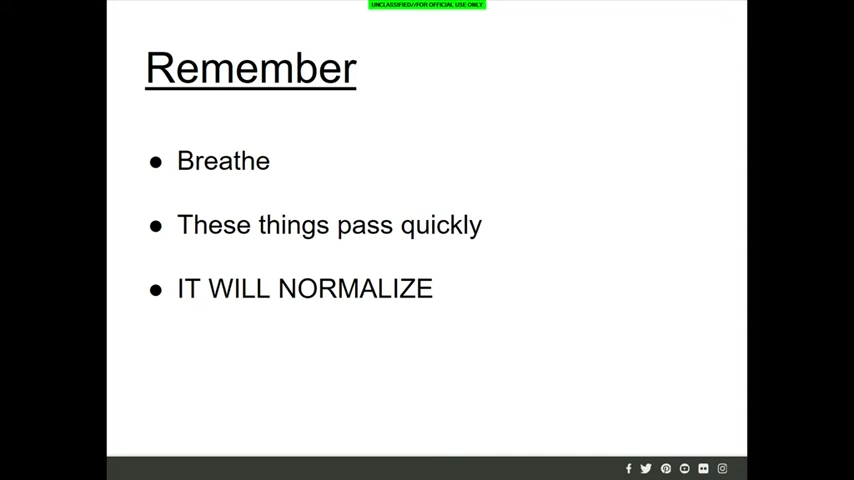 UNCLASSIFIED//FOR OFFICIAL USE ONLY
Remember
● Breathe
● These things pass quickly
● IT WILL NORMALIZE